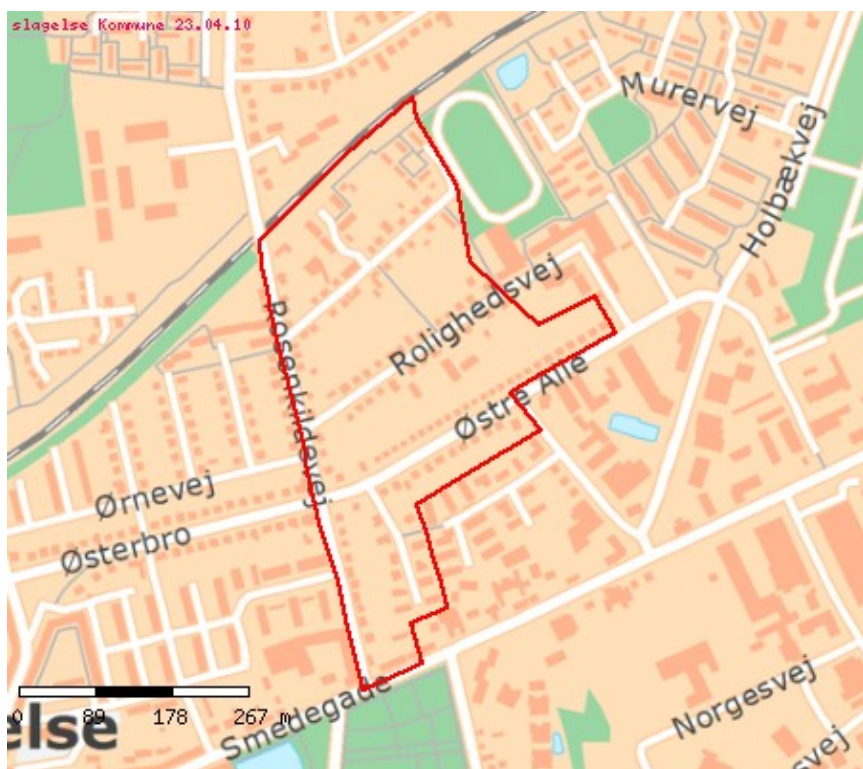 slagelse Kommune 23.04.10
Murervej
Holbækvej
Rosenkildevej
Rolighedsvej
Østre Alle
Ørnevej
Østerbro
0 89 178 267 m
Smedegade
Norgesvej
else